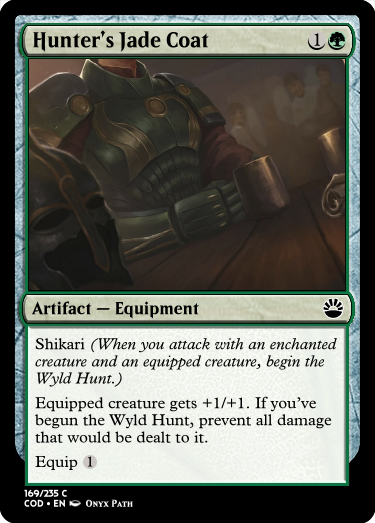 Hunter's Jade Coat 1
Artifact — Equipment
Shikari (When you attack with an enchanted
creature and an equipped creature, begin the
Wyld Hunt.)
Equipped creature gets +1/+1. If you've
begun the Wyld Hunt, prevent all damage
that would be dealt to it.
Equip 1
169/235 C
COD • EN Onyx Path